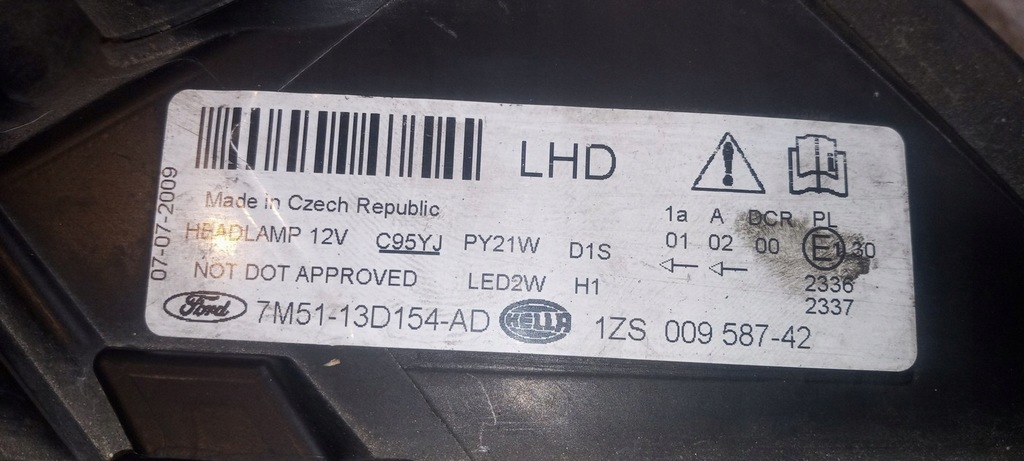 07-07-2009
LHD
Made in Czech Republic
HEADLAMP 12V C95YJ PY21W D1S
NOT DOT APPROVED LED2W H1
Ford 7M51-13D154-AD HELLA 1ZS 009 587-42
1a A DCR PL
01 02 00 E1 30
2336
2337